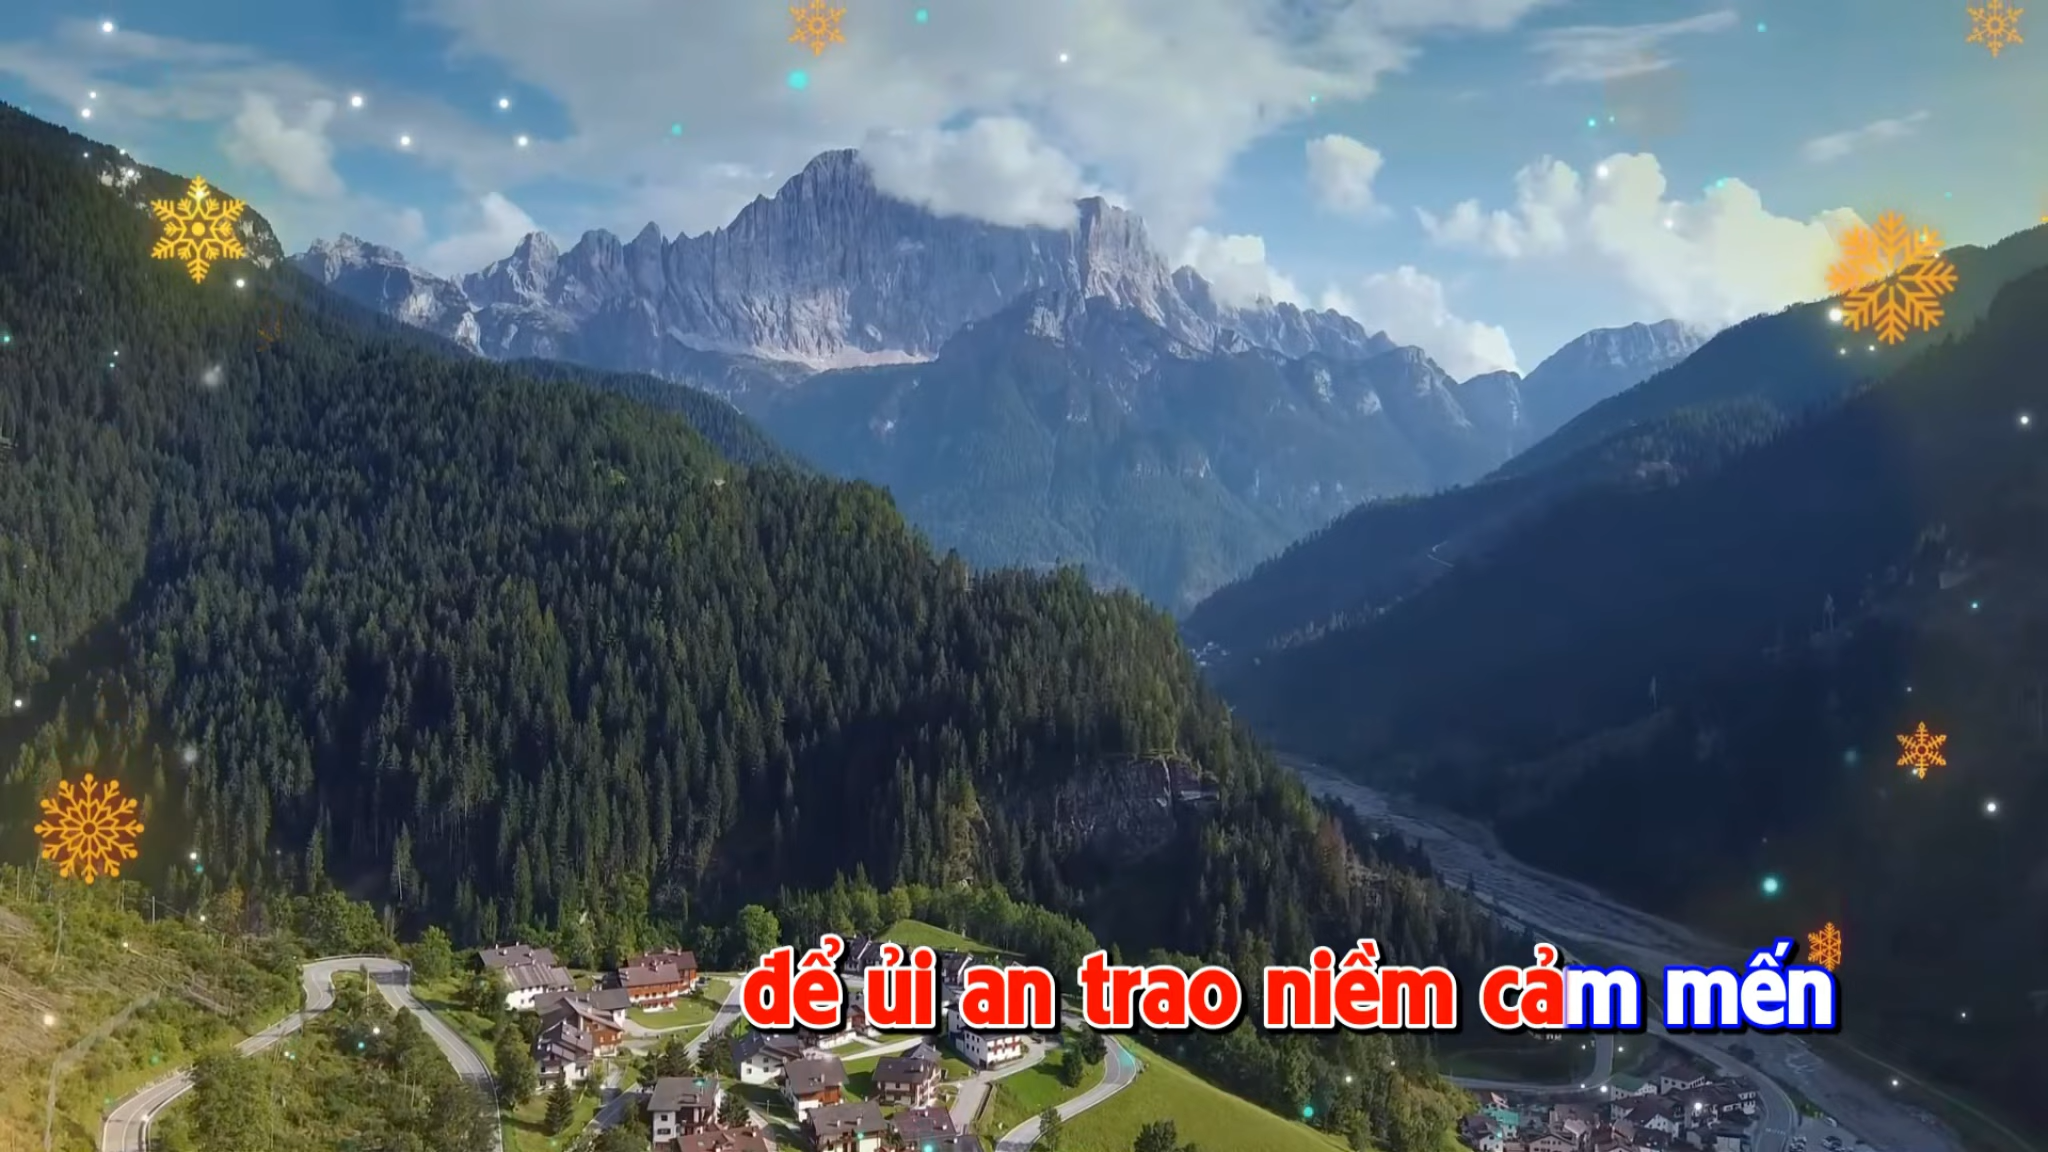 để ủi an trao niềm cảm mến